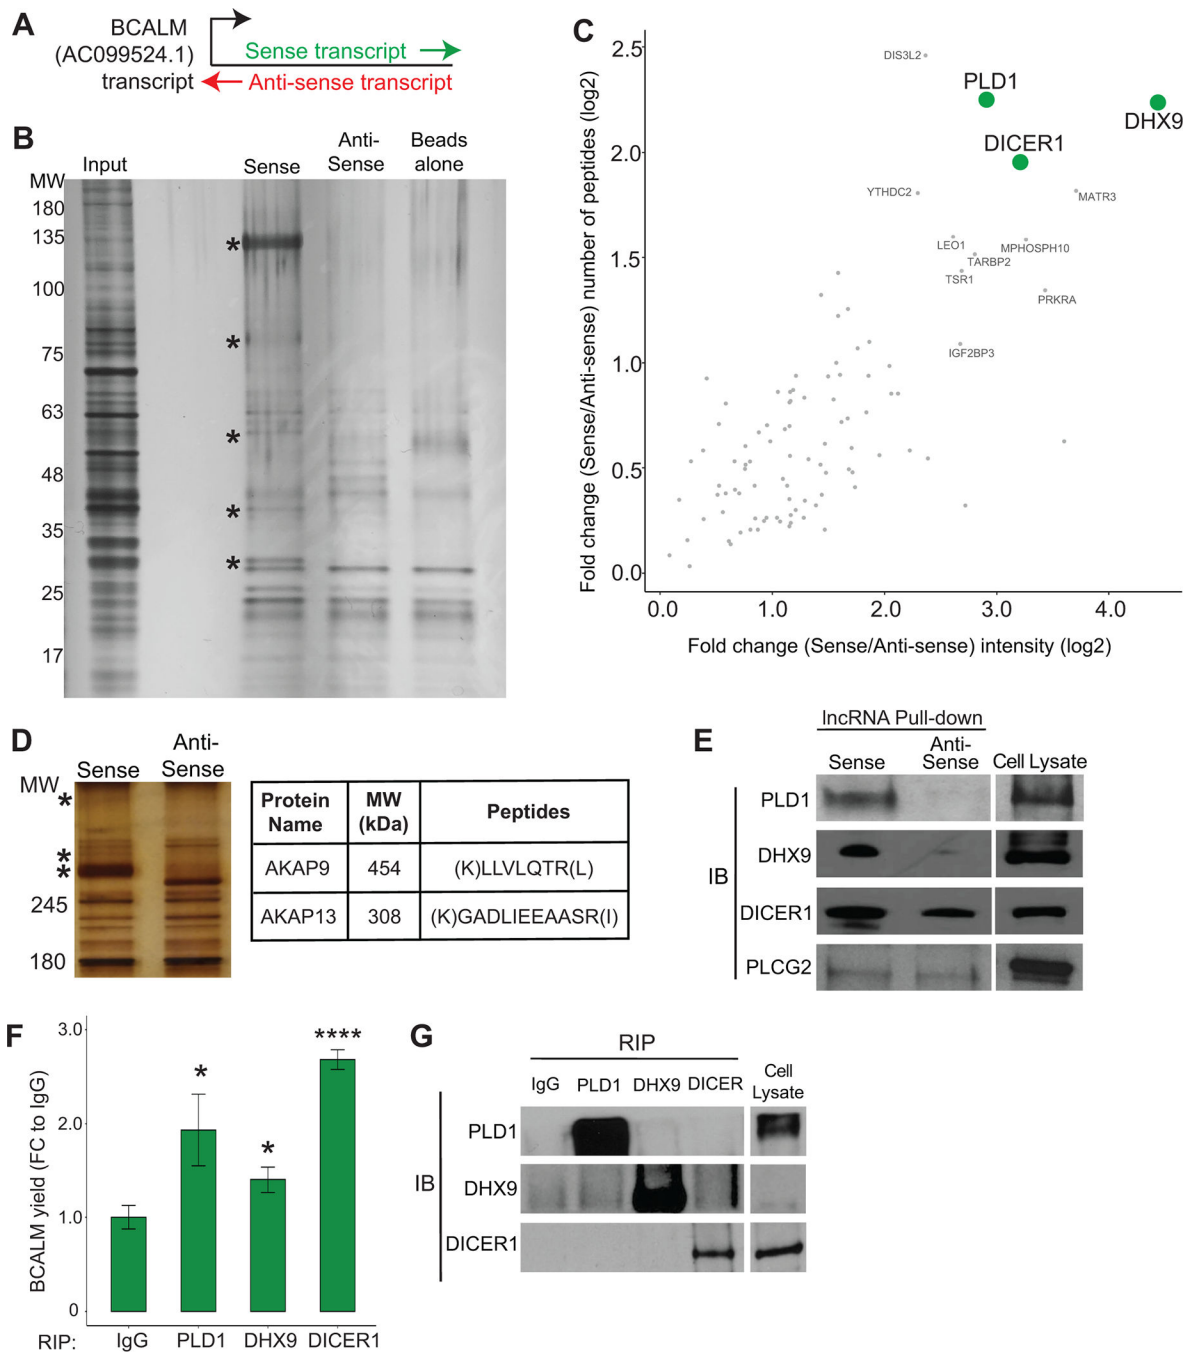 A
BCALM
(AC099524.1)
transcript
Sense transcript
Anti-sense transcript
B
Input
Sense
Anti-
Sense
Beads
alone
MW
180
135
100
75
63
48
35
25
17
*
*
*
*
*
C
Fold change (Sense/Anti-sense) number of peptides (log2)
2.5
2.0
1.5
1.0
0.5
0.0
DIS3L2
PLD1
DHX9
DICER1
YTHDC2
MATR3
LEO1
MPHOSPH10
TARBP2
TSR1
PRKRA
IGF2BP3
0.0 1.0 2.0 3.0 4.0
Fold change (Sense/Anti-sense) intensity (log2)
D
Sense
Anti-
Sense
MW
*
*
*
245
180
Protein Name MW (kDa) Peptides
AKAP9 454 (K)LLVLQTR(L)
AKAP13 308 (K)GADLIEEAASR(I)
E
lncRNA Pull-down
Sense
Anti-
Sense
Cell Lysate
IB
PLD1
DHX9
DICER1
PLCG2
F
BCALM yield (FC to IgG)
3.0
2.0
1.0
0
*
*
****
RIP: IgG PLD1 DHX9 DICER1
G
RIP
IgG PLD1 DHX9 DICER
Cell
Lysate
IB
PLD1
DHX9
DICER1